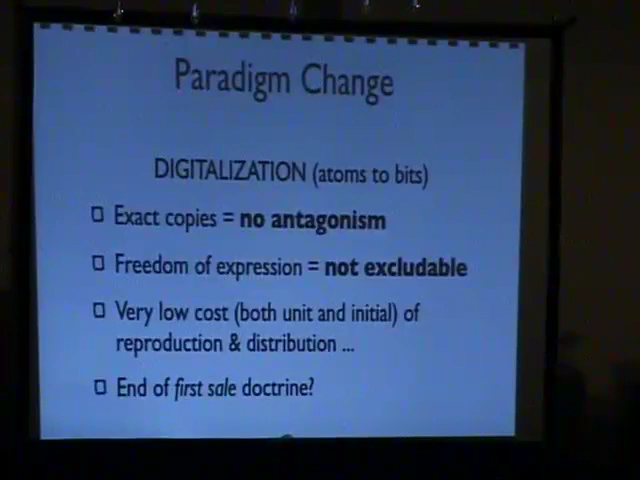 Paradigm Change
DIGITALIZATION (atoms to bits)
Exact copies = no antagonism
Freedom of expression = not excludable
Very low cost (both unit and initial) of
reproduction & distribution ...
End of first sale doctrine?